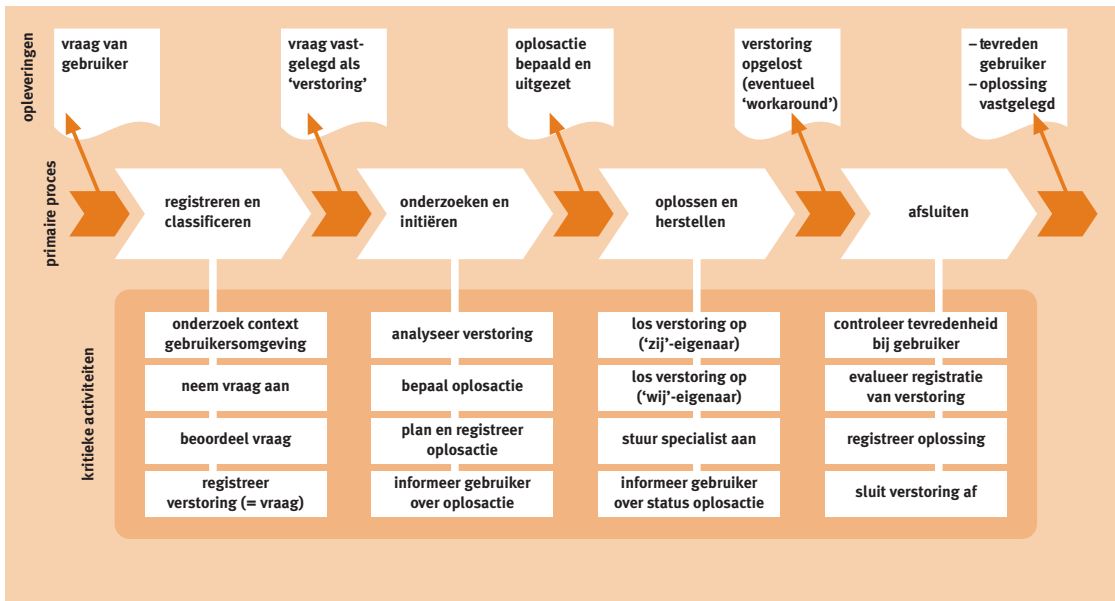 opleveringen
vraag van
gebruiker
vraag vast-
gelegd als
‘verstoring’
oplosactie
bepaald en
uitgezet
verstoring
opgelost
(eventueel
‘workaround’)
– tevreden
gebruiker
– oplossing
vastgelegd
primaire proces
registreren en
classificeren
onderzoeken en
initiëren
oplossen en
herstellen
afsluiten
kritieke activiteiten
onderzoek context
gebruikersomgeving
neem vraag aan
beoordeel vraag
registreer
verstoring (= vraag)
analyseer verstoring
bepaal oplosactie
plan en registreer
oplosactie
informeer gebruiker
over oplosactie
los verstoring op
(‘zij’-eigenaar)
los verstoring op
(‘wij’-eigenaar)
stuur specialist aan
informeer gebruiker
over status oplosactie
controleer tevredenheid
bij gebruiker
evalueer registratie
van verstoring
registreer oplossing
sluit verstoring af